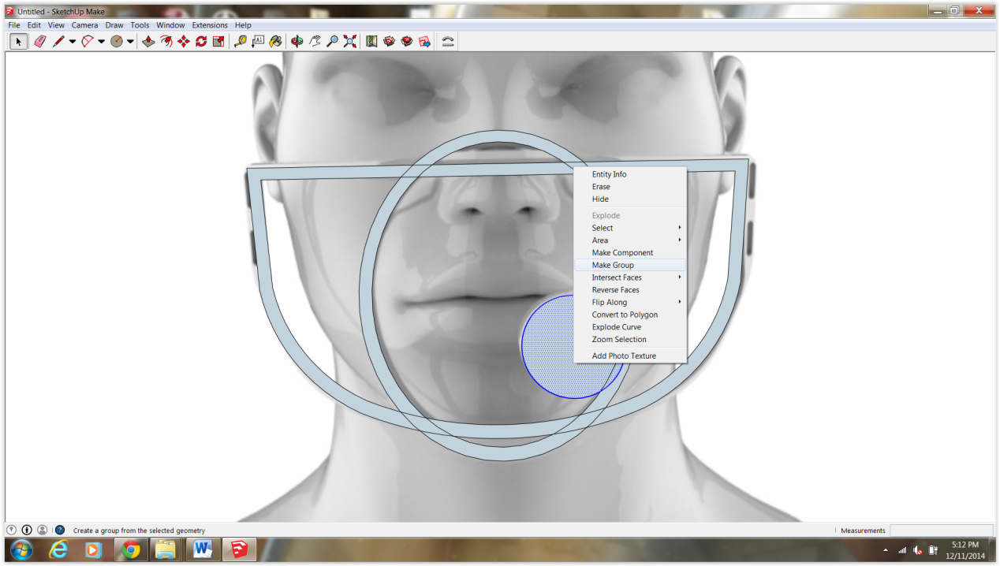 Untitled - SketchUp Make
File Edit View Camera Draw Tools Window Extensions Help
A1
Entity Info
Erase
Hide
Explode
Select
Area
Make Component
Make Group
Intersect Faces
Reverse Faces
Flip Along
Convert to Polygon
Explode Curve
Zoom Selection
Add Photo Texture
Create a group from the selected geometry
Measurements
5:12 PM
12/11/2014